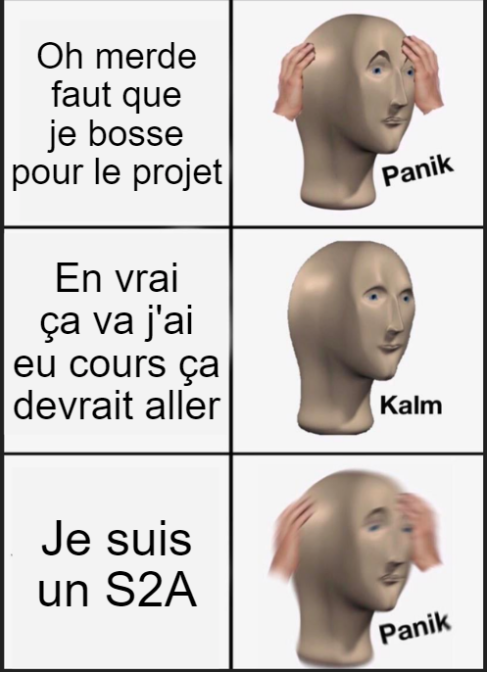 Oh merde
faut que
je bosse
pour le projet
Panik
En vrai
ça va j'ai
eu cours ça
devrait aller
Kalm
Je suis
un S2A
Panik